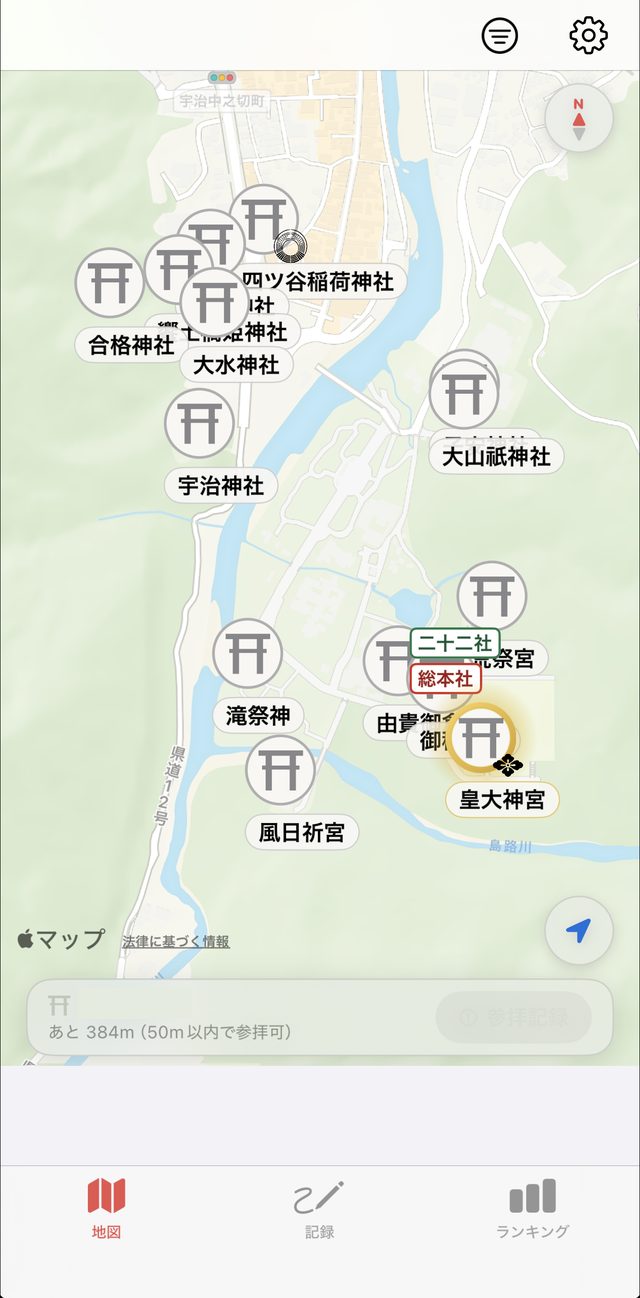 宇治中之切町
N
四ツ谷稲荷神社
合格神社
大水神社
大山祇神社
宇治神社
二十二社
荒祭宮
総本社
滝祭神
由貴御倉
皇大神宮
風日祈宮
県道12号
島路川
マップ
法律に基づく情報
あと 384m（50m以内で参拝可）
参拝記録
地図
記録
ランキング